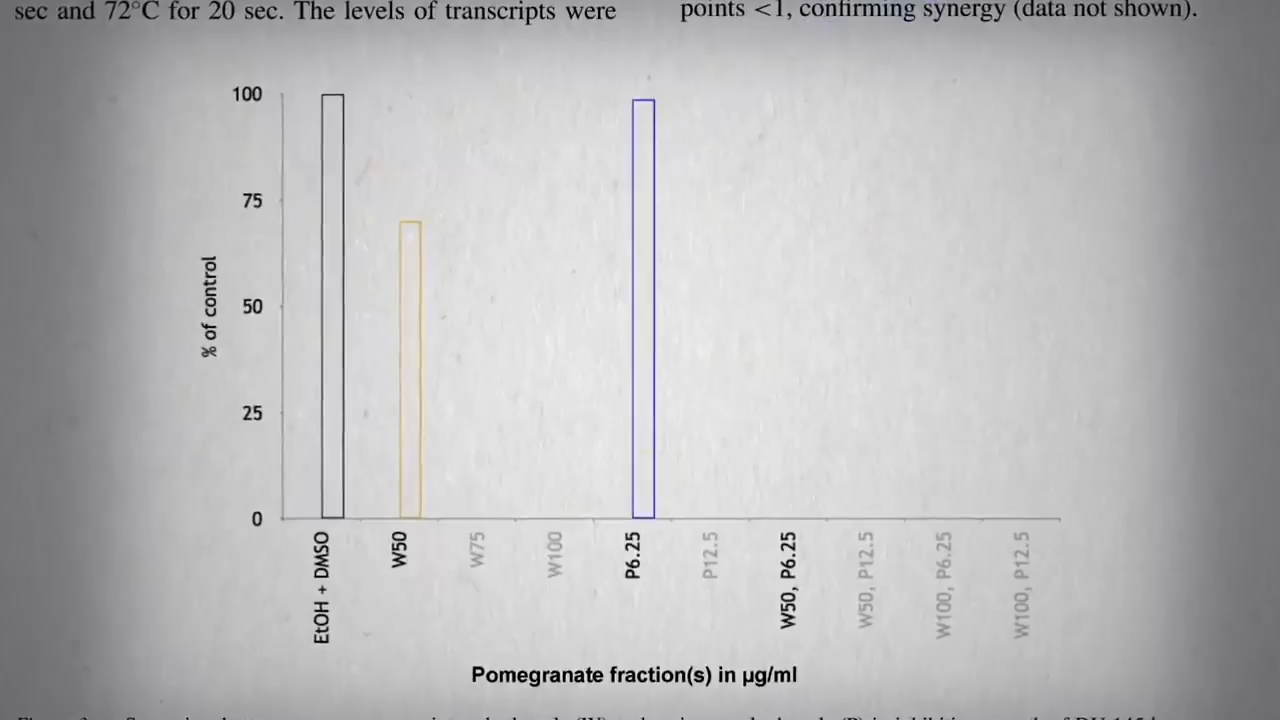 sec and 72°C for 20 sec. The levels of transcripts were
points <1, confirming synergy (data not shown).
100
75
50
25
0
% of control
EtOH + DMSO
W50
W75
W100
P6.25
P12.5
W50, P6.25
W50, P12.5
W100, P6.25
W100, P12.5
Pomegranate fraction(s) in µg/ml